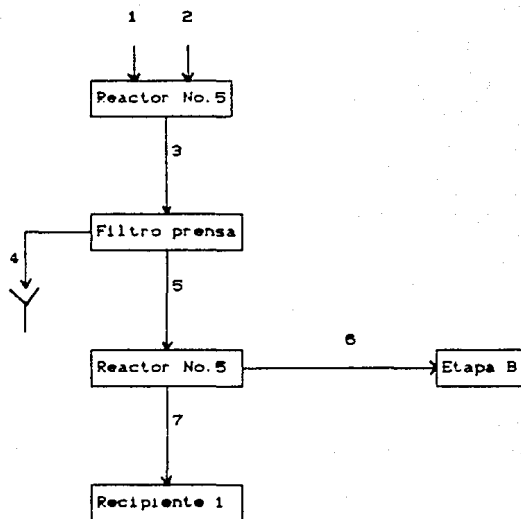 1 2
Reactor No.5
3
Filtro prensa
4
5
6
Reactor No.5
Etapa B
7
Recipiente 1